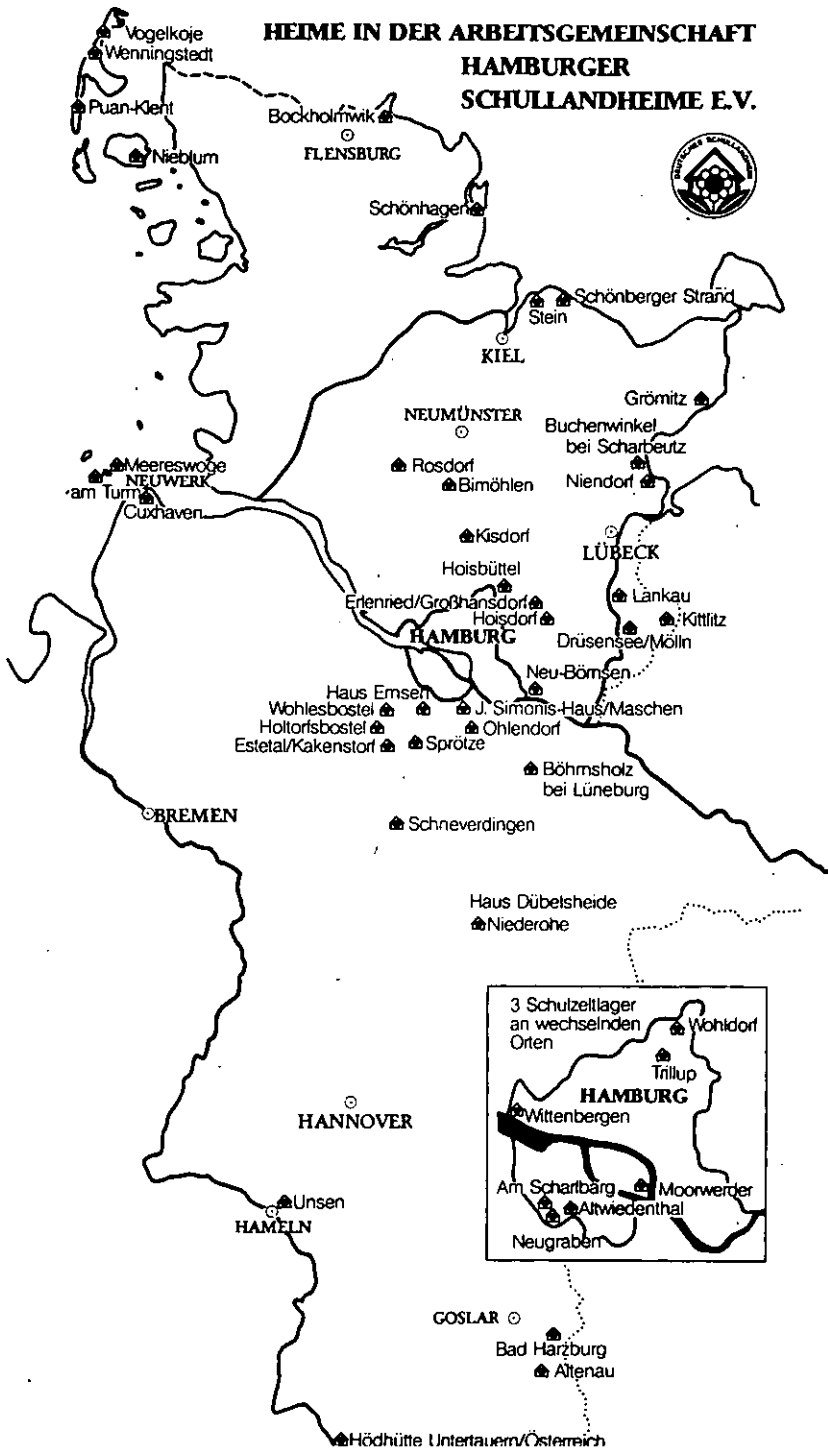 HEIME IN DER ARBEITSGEMEINSCHAFT
HAMBURGER
SCHULLANDHEIME E.V.
DEUTSCHES SCHULLANDHEIM
Vogelkoje
Wenningstedt
Puan-Klent
Nieblum
Bockholmwik
FLENSBURG
Schönhagen
Schönberger Strand
Stein
KIEL
Grömitz
NEUMÜNSTER
Buchenwinkel
bei Scharbeutz
Niendorf
Meereswoge
NEUWERK
am Turm
Cuxhaven
Rosdorf
Bimöhlen
Kisdorf
LÜBECK
Hoisbüttel
Erlenried/Großhansdorf
Hoisdorf
HAMBURG
Lankau
Kittlitz
Drüsensee/Mölln
Neu-Börnsen
Haus Emsen
Wohlesbostel
J. Simonis-Haus/Maschen
Holtorfsbostel
Ohlendorf
Estetal/Kakenstorf
Sprötze
Böhmsholz
bei Lüneburg
BREMEN
Schneverdingen
Haus Dübelsheide
Niederohe
3 Schulzeltlager
an wechselnden
Orten
Wohldorf
Trillup
HAMBURG
Wittenbergen
Am Scharlbarg
Moorwerder
Altwiedenthal
Neugraben
HANNOVER
Unsen
HAMELN
GOSLAR
Bad Harzburg
Altenau
Hödhütte Untertauern/Österreich